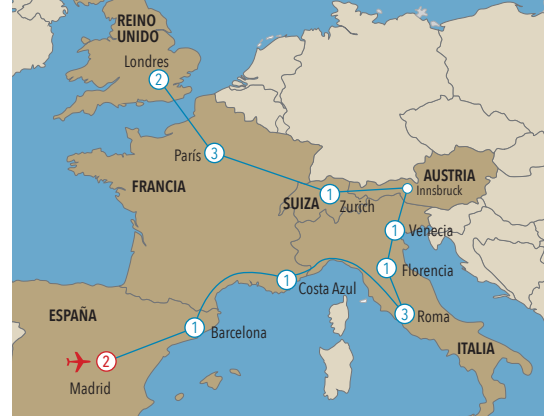 REINO
UNIDO
Londres
2
París
3
FRANCIA
AUSTRIA
Innsbruck
SUIZA
1
Zurich
1
Venecia
1
Florencia
1
Costa Azul
ESPAÑA
3
Roma
1
Barcelona
ITALIA
2
Madrid